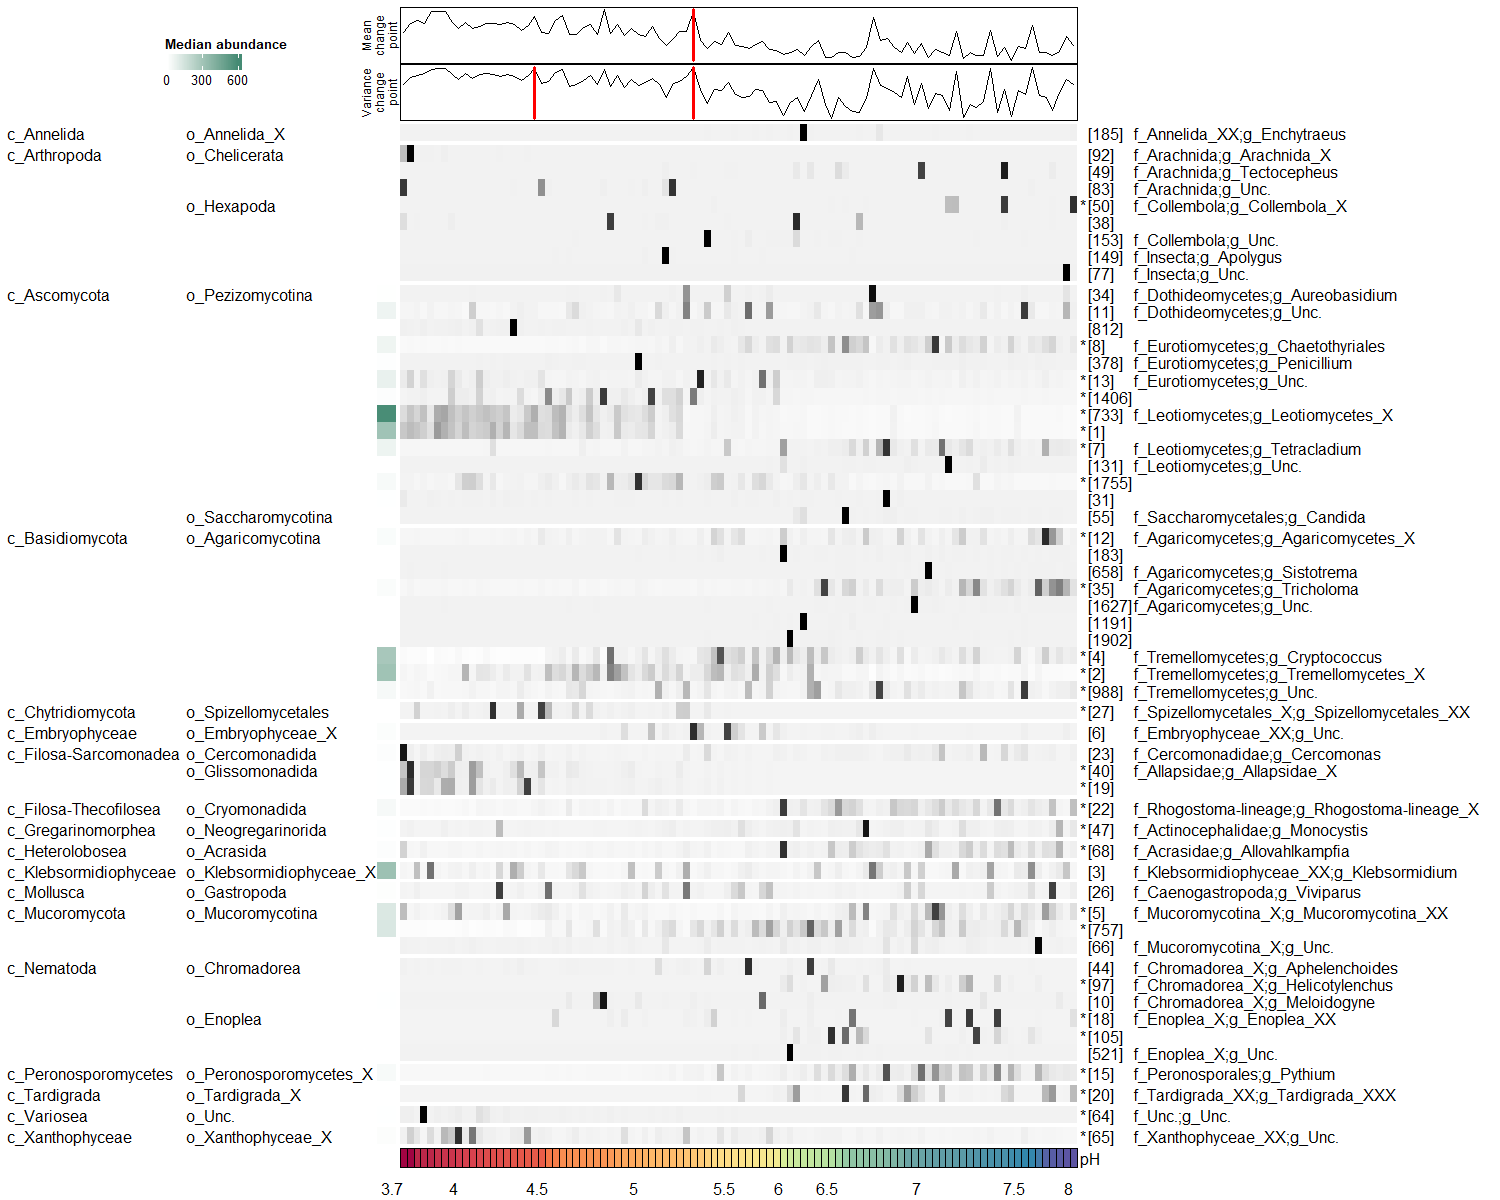 Median abundance
0 300 600
Mean change point
Variance change point
c_Annelida o_Annelida_X [185] f_Annelida_XX;g_Enchytraeus
c_Arthropoda o_Chelicerata [92] f_Arachnida;g_Arachnida_X
[49] f_Arachnida;g_Tectocepheus
[83] f_Arachnida;g_Unc.
o_Hexapoda *[50] f_Collembola;g_Collembola_X
[38]
[153] f_Collembola;g_Unc.
[149] f_Insecta;g_Apolygus
[77] f_Insecta;g_Unc.
c_Ascomycota o_Pezizomycotina [34] f_Dothideomycetes;g_Aureobasidium
[11] f_Dothideomycetes;g_Unc.
[812]
*[8] f_Eurotiomycetes;g_Chaetothyriales
[378] f_Eurotiomycetes;g_Penicillium
*[13] f_Eurotiomycetes;g_Unc.
*[1406]
*[733] f_Leotiomycetes;g_Leotiomycetes_X
*[1]
*[7] f_Leotiomycetes;g_Tetracladium
[131] f_Leotiomycetes;g_Unc.
*[1755]
[31]
o_Saccharomycotina [55] f_Saccharomycetales;g_Candida
c_Basidiomycota o_Agaricomycotina *[12] f_Agaricomycetes;g_Agaricomycetes_X
[183]
[658] f_Agaricomycetes;g_Sistotrema
*[35] f_Agaricomycetes;g_Tricholoma
[1627] f_Agaricomycetes;g_Unc.
[1191]
[1902]
*[4] f_Tremellomycetes;g_Cryptococcus
*[2] f_Tremellomycetes;g_Tremellomycetes_X
*[988] f_Tremellomycetes;g_Unc.
c_Chytridiomycota o_Spizellomycetales *[27] f_Spizellomycetales_X;g_Spizellomycetales_XX
c_Embryophyceae o_Embryophyceae_X [6] f_Embryophyceae_XX;g_Unc.
c_Filosa-Sarcomonadea o_Cercomonadida [23] f_Cercomonadidae;g_Cercomonas
o_Glissomonadida *[40] f_Allapsidae;g_Allapsidae_X
*[19]
c_Filosa-Thecofilosea o_Cryomonadida *[22] f_Rhogostoma-lineage;g_Rhogostoma-lineage_X
c_Gregarinomorphea o_Neogregarinorida *[47] f_Actinocephalidae;g_Monocystis
c_Heterolobosea o_Acrasida *[68] f_Acrasidae;g_Allovahlkampfia
c_Klebsormidiophyceae o_Klebsormidiophyceae_X [3] f_Klebsormidiophyceae_XX;g_Klebsormidium
c_Mollusca o_Gastropoda [26] f_Caenogastropoda;g_Viviparus
c_Mucoromycota o_Mucoromycotina *[5] f_Mucoromycotina_X;g_Mucoromycotina_XX
*[757]
[66] f_Mucoromycotina_X;g_Unc.
c_Nematoda o_Chromadorea [44] f_Chromadorea_X;g_Aphelenchoides
*[97] f_Chromadorea_X;g_Helicotylenchus
[10] f_Chromadorea_X;g_Meloidogyne
o_Enoplea *[18] f_Enoplea_X;g_Enoplea_XX
*[105]
[521] f_Enoplea_X;g_Unc.
c_Peronosporomycetes o_Peronosporomycetes_X *[15] f_Peronosporales;g_Pythium
c_Tardigrada o_Tardigrada_X *[20] f_Tardigrada_XX;g_Tardigrada_XXX
c_Variosea o_Unc. *[64] f_Unc.;g_Unc.
c_Xanthophyceae o_Xanthophyceae_X *[65] f_Xanthophyceae_XX;g_Unc.
pH
3.7 4 4.5 5 5.5 6 6.5 7 7.5 8